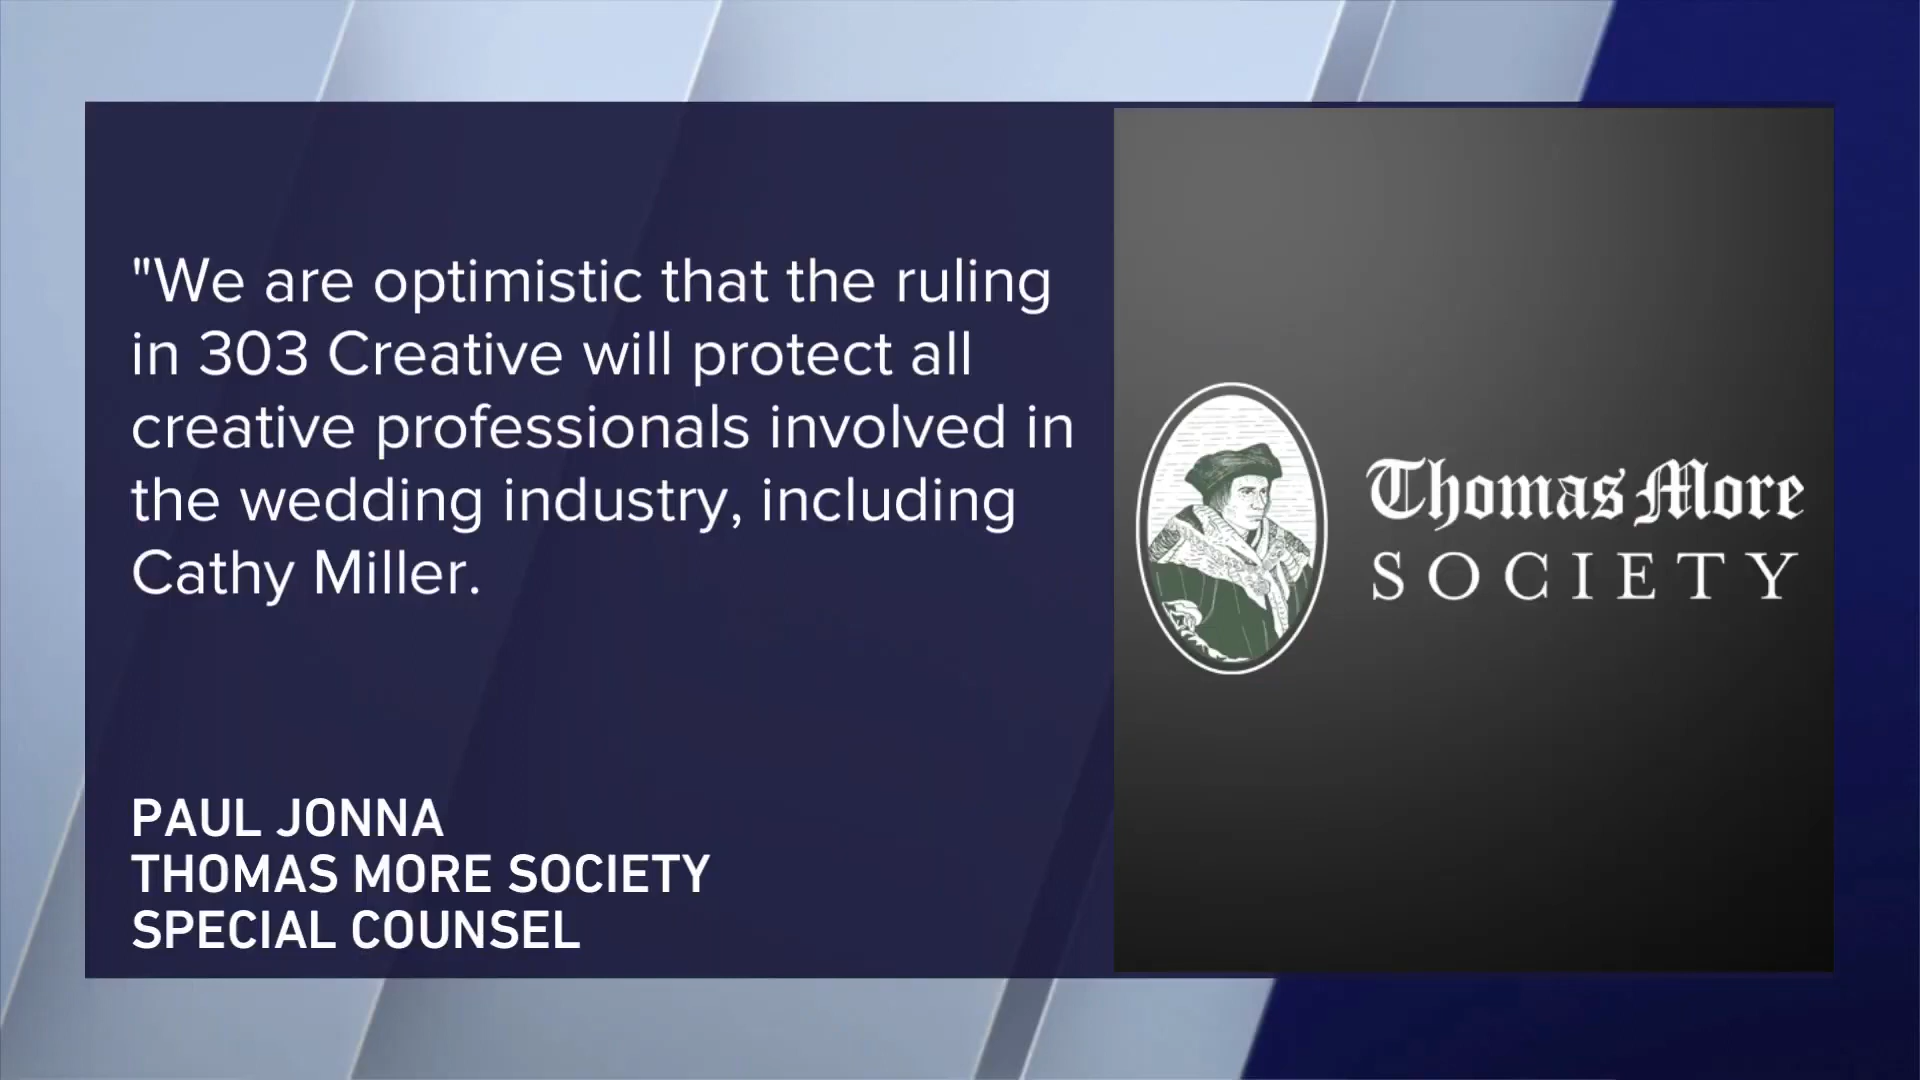 "We are optimistic that the ruling
in 303 Creative will protect all
creative professionals involved in
the wedding industry, including
Cathy Miller.
PAUL JONNA
THOMAS MORE SOCIETY
SPECIAL COUNSEL
Thomas More
SOCIETY